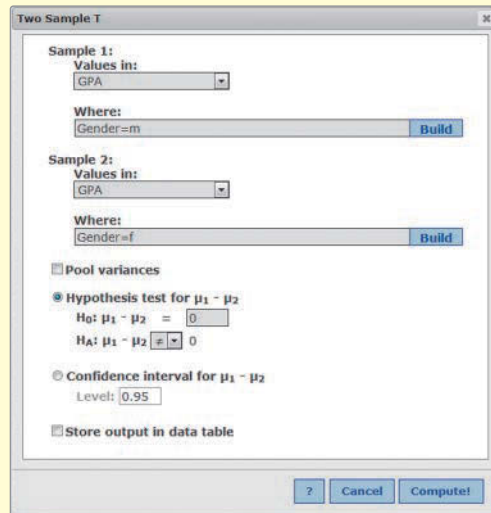 Two Sample T
Sample 1:
Values in:
GPA
Where:
Gender=m
Build
Sample 2:
Values in:
GPA
Where:
Gender=f
Build
Pool variances
Hypothesis test for μ₁ - μ₂
H₀: μ₁ - μ₂ = 0
H_A: μ₁ - μ₂ ≠ 0
Confidence interval for μ₁ - μ₂
Level: 0.95
Store output in data table
? Cancel Compute!